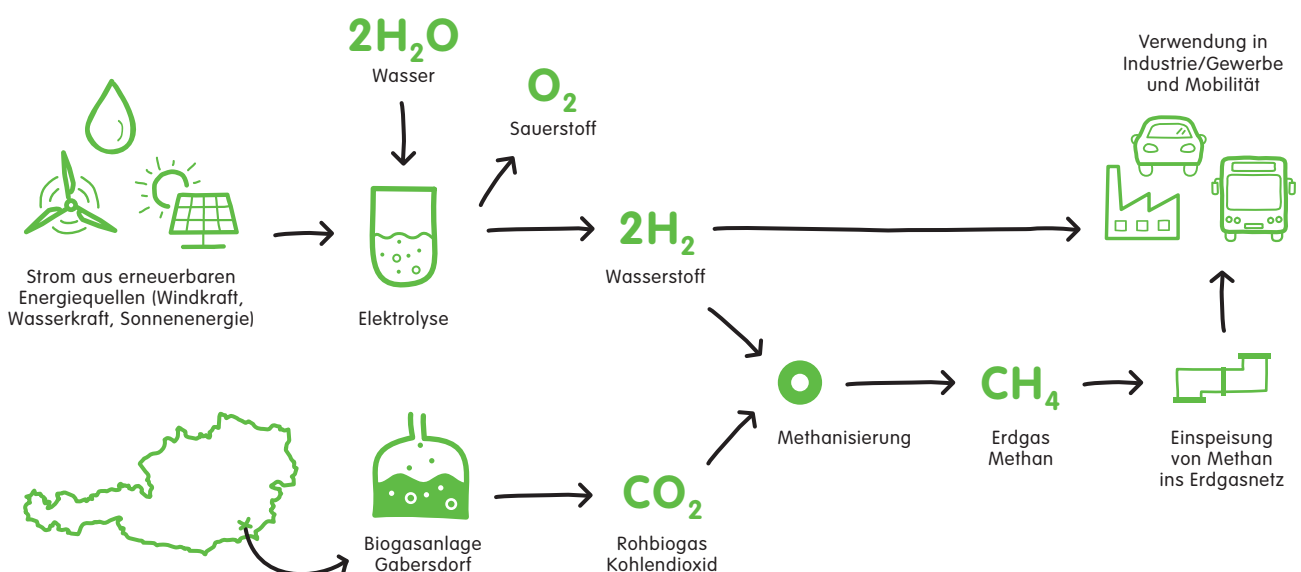 2H₂O
Wasser
O₂
Sauerstoff
Verwendung in
Industrie/Gewerbe
und Mobilität
Strom aus erneuerbaren
Energiequellen (Windkraft,
Wasserkraft, Sonnenenergie)
Elektrolyse
2H₂
Wasserstoff
Methanisierung
CH₄
Erdgas
Methan
Einspeisung
von Methan
ins Erdgasnetz
Biogasanlage
Gabersdorf
CO₂
Rohbiogas
Kohlendioxid